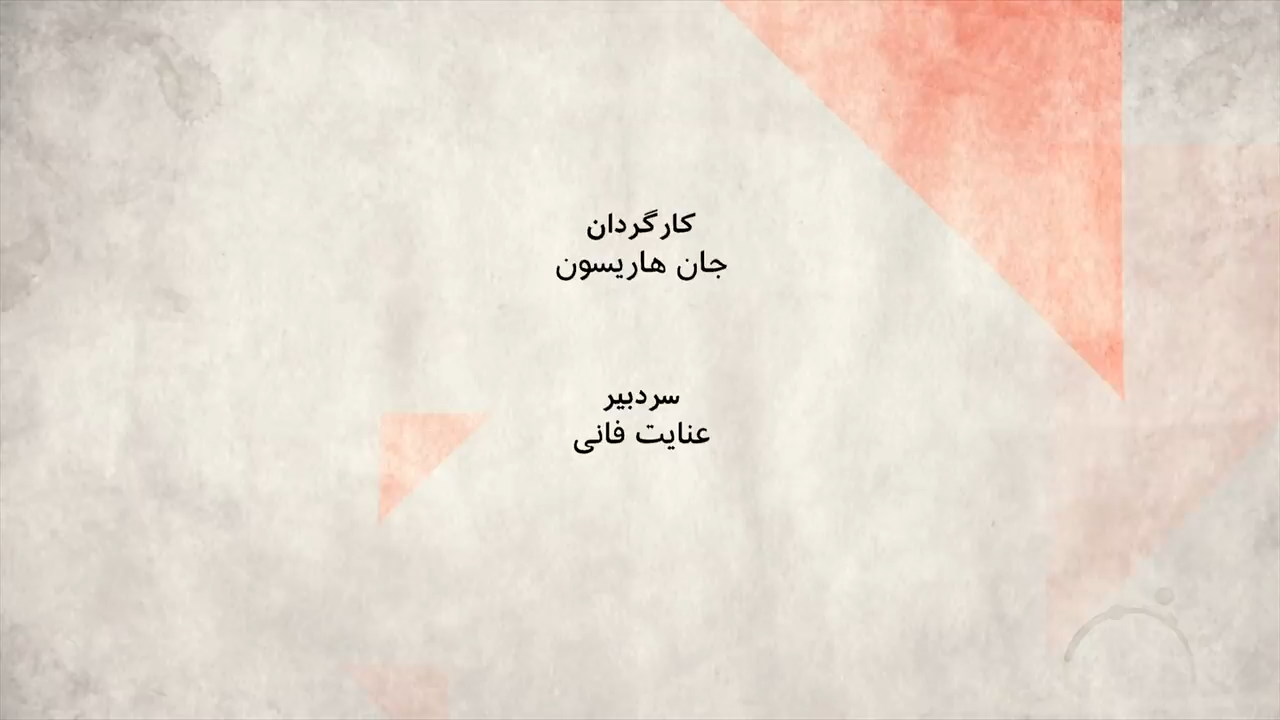 کارگردان
جان هاریسون
سردبیر
عنایت فانی